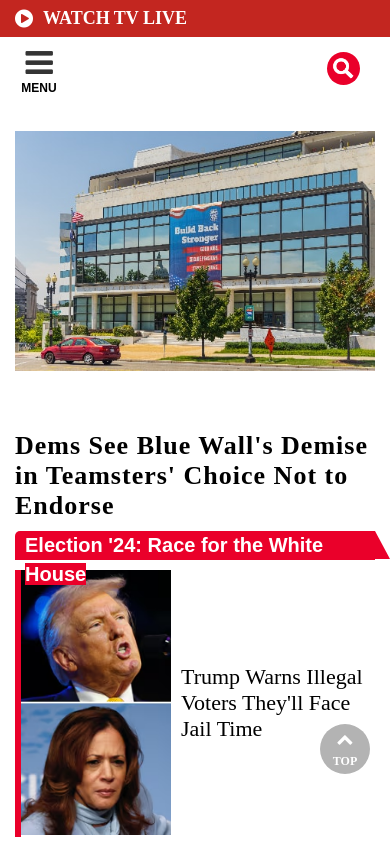 WATCH TV LIVE
MENU
Build Back
Stronger
Dems See Blue Wall's Demise
in Teamsters' Choice Not to
Endorse
Election '24: Race for the White
House
Trump Warns Illegal
Voters They'll Face
Jail Time
TOP